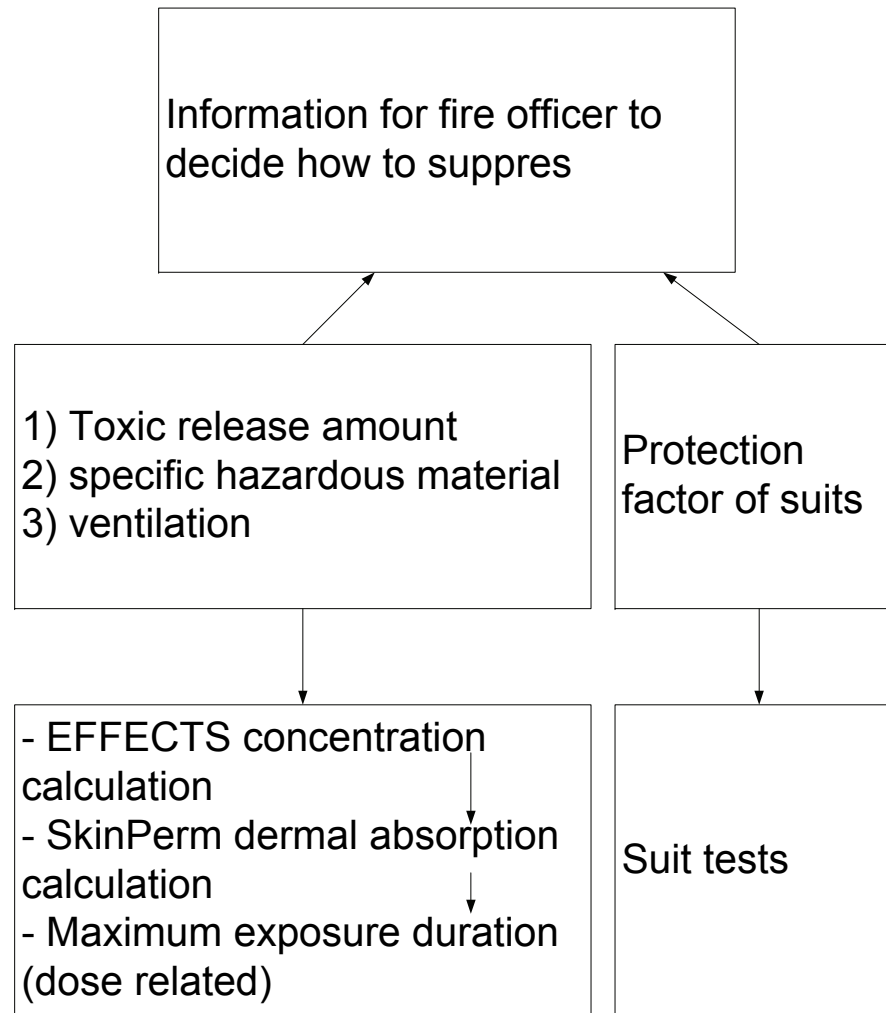 Information for fire officer to
decide how to suppres
1) Toxic release amount
2) specific hazardous material
3) ventilation
Protection
factor of suits
- EFFECTS concentration
calculation
- SkinPerm dermal absorption
calculation
- Maximum exposure duration
(dose related)
Suit tests